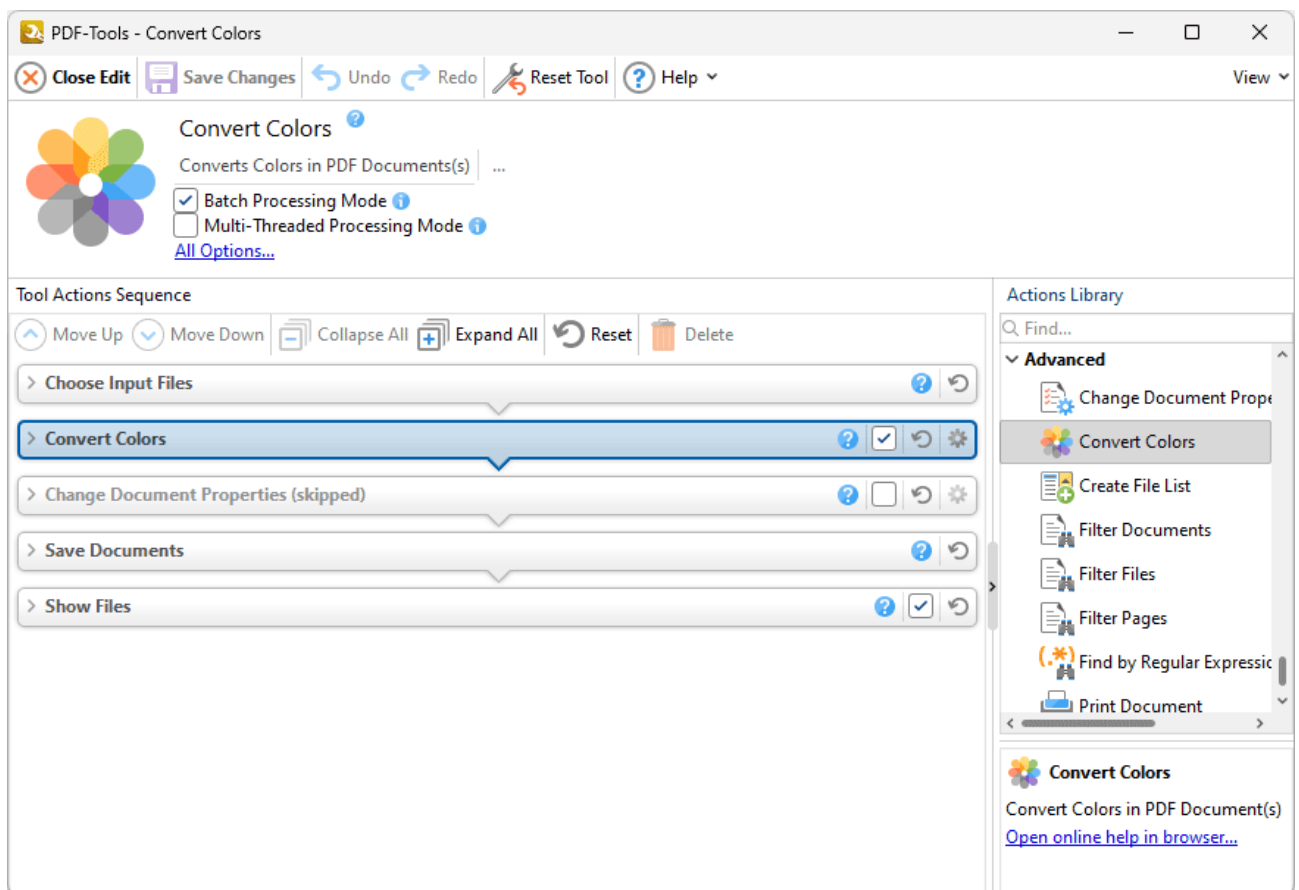 PDF-Tools - Convert Colors
Close Edit Save Changes Undo Redo Reset Tool Help View
Convert Colors
Converts Colors in PDF Documents(s) ...
Batch Processing Mode
Multi-Threaded Processing Mode
All Options...
Tool Actions Sequence
Move Up Move Down Collapse All Expand All Reset Delete
Choose Input Files
Convert Colors
Change Document Properties (skipped)
Save Documents
Show Files
Actions Library
Find...
Advanced
Change Document Prope
Convert Colors
Create File List
Filter Documents
Filter Files
Filter Pages
(.*) Find by Regular Expressic
Print Document
Convert Colors
Convert Colors in PDF Document(s)
Open online help in browser...